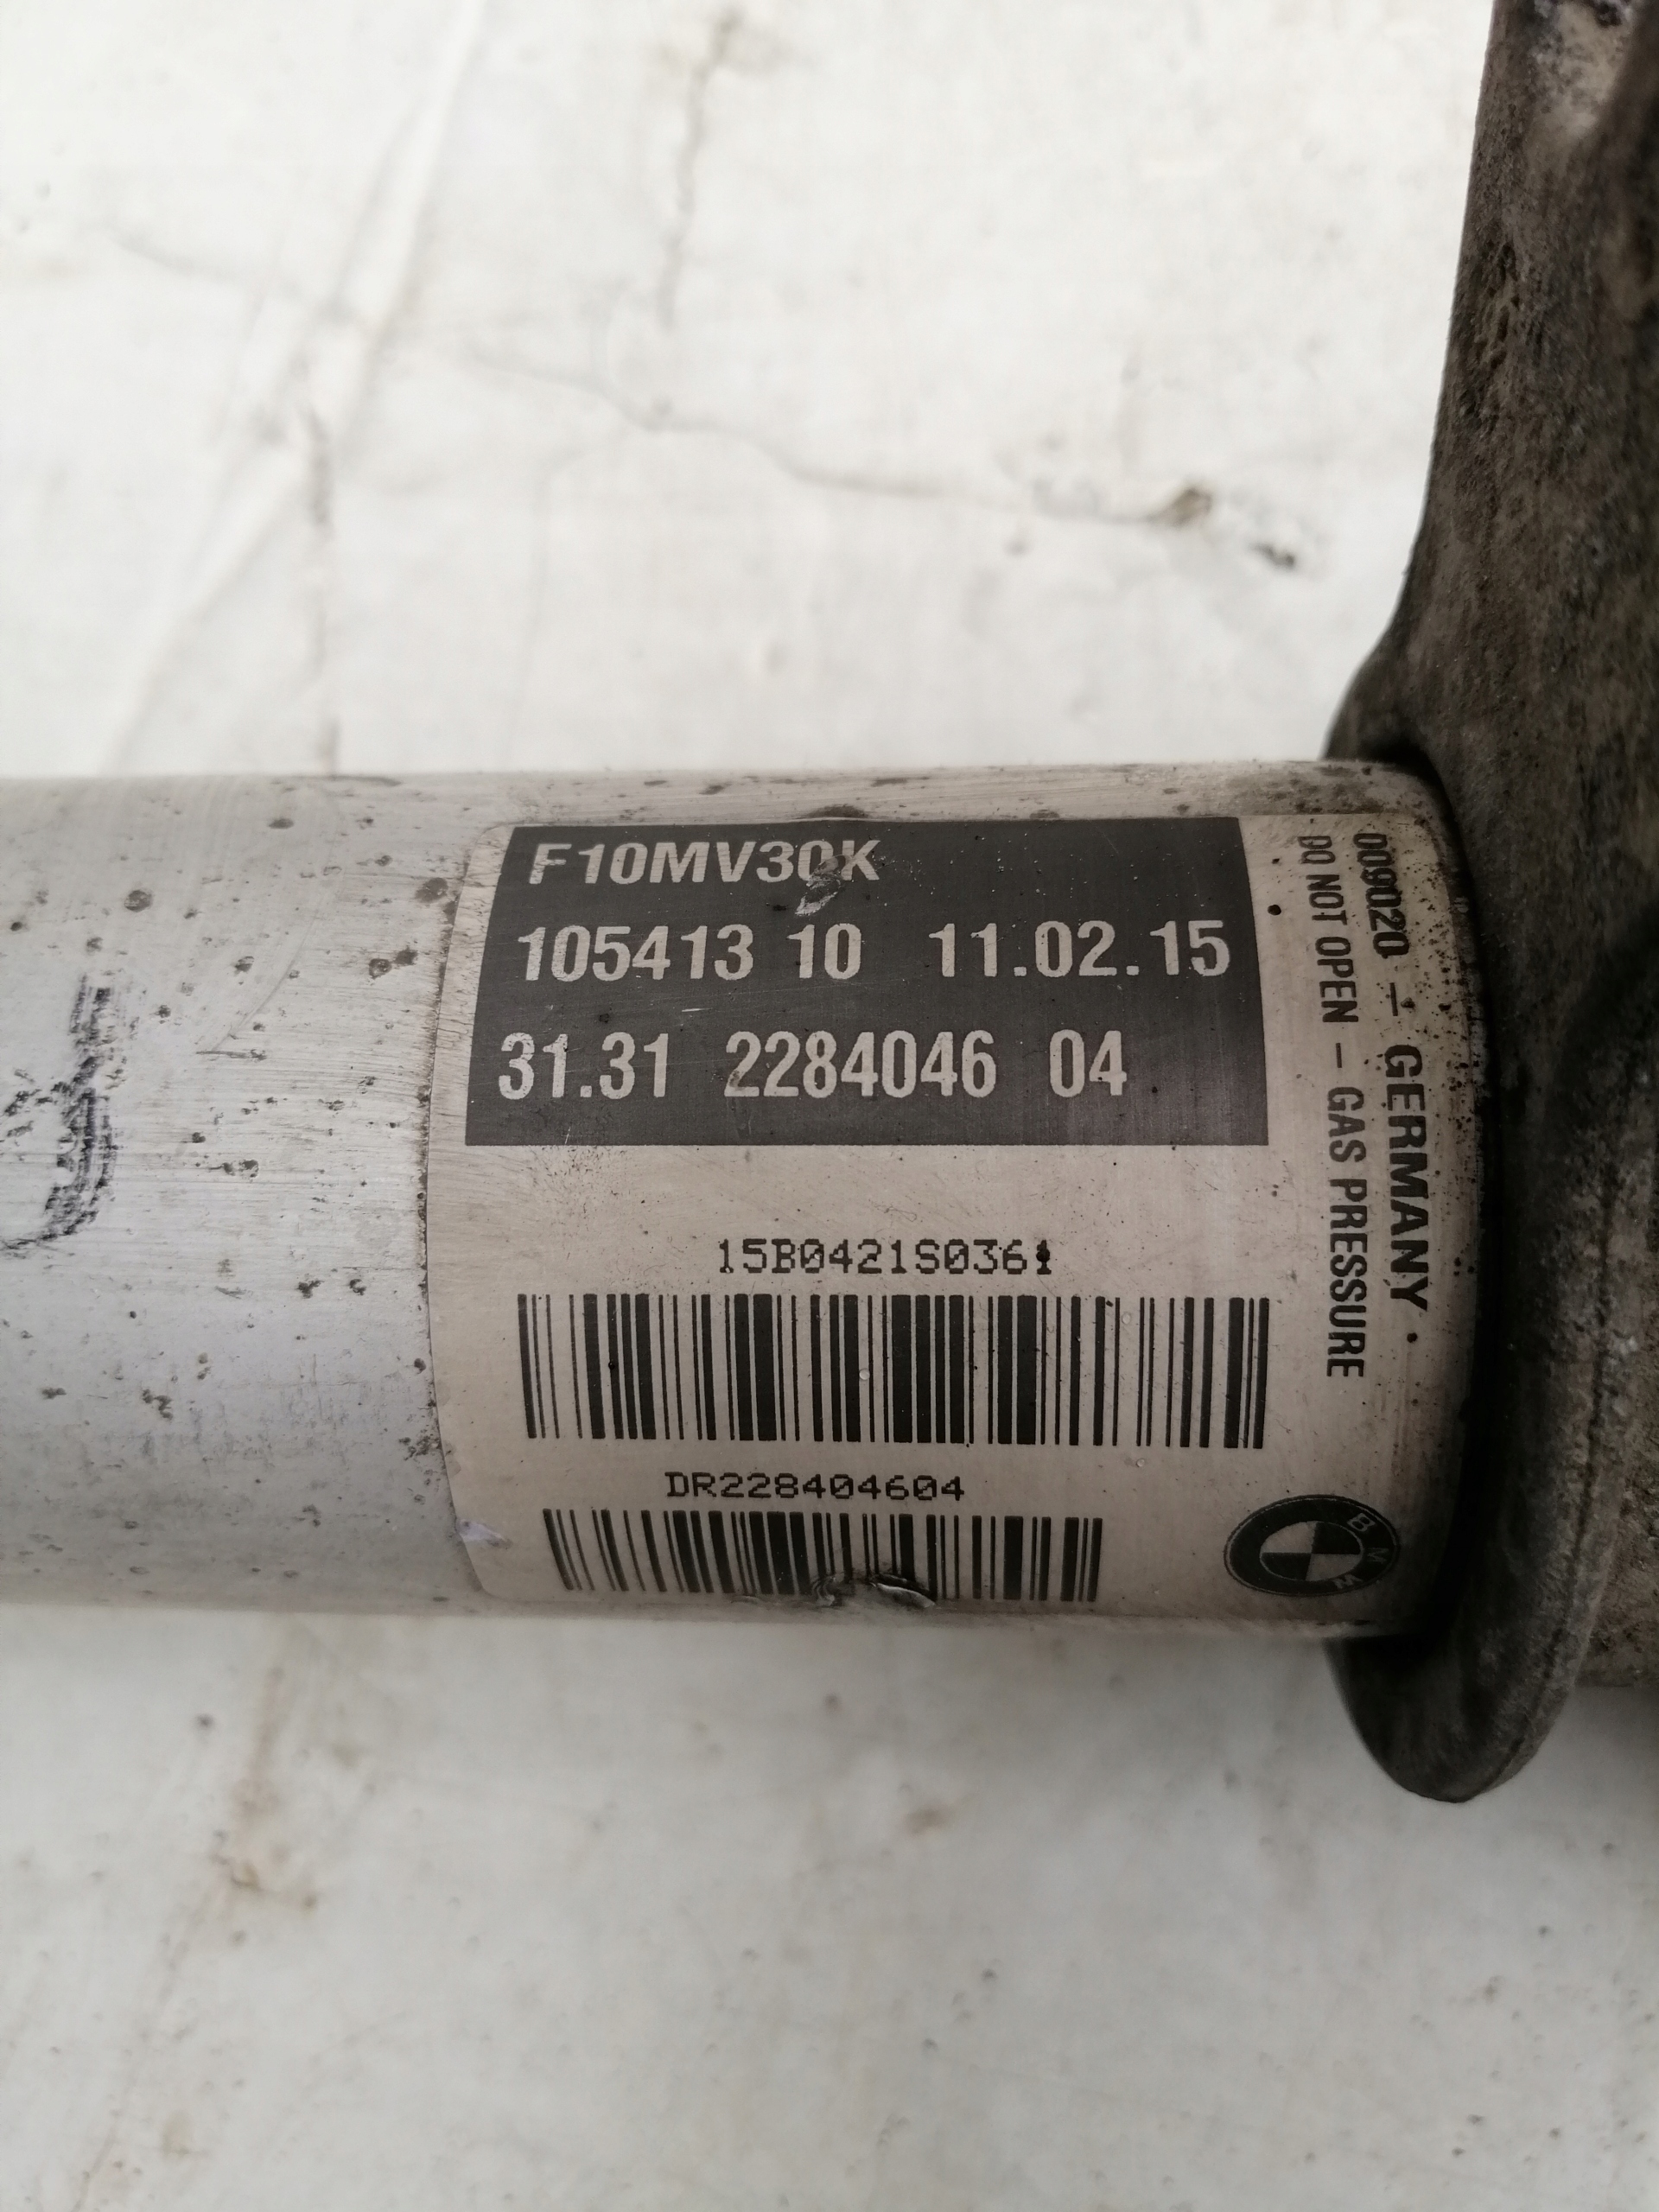 F10MV30K
105413 10 11.02.15
31.31 2284046 04
15B0421S0361
DR228404604
009020 – GERMANY
DO NOT OPEN – GAS PRESSURE
BMW